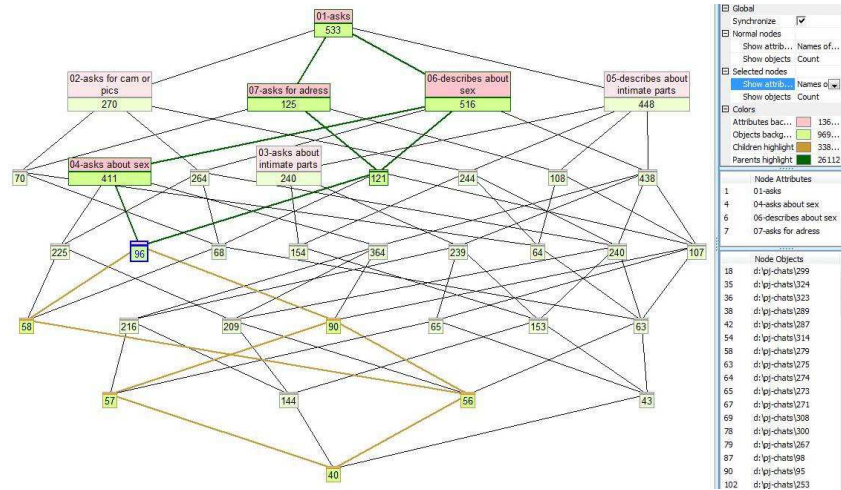 01-asks
533
02-asks for cam or
pics
270
07-asks for adress
125
06-describes about
sex
516
05-describes about
intimate parts
448
70
04-asks about sex
411
264
03-asks about
intimate parts
240
121
244
108
438
225
96
68
154
364
239
64
240
107
58
216
209
90
65
153
63
57
144
56
43
40
Global
Synchronize
Normal nodes
Show attrib... Names of...
Show objects Count
Selected nodes
Show attrib... Names o
Show objects Count
Colors
Attributes bac... 136...
Objects backg... 969...
Children highlight 338...
Parents highlight 26112
Node Attributes
1 01-asks
4 04-asks about sex
6 06-describes about sex
7 07-asks for adress
Node Objects
18 d:\pj-chats\299
35 d:\pj-chats\324
36 d:\pj-chats\323
38 d:\pj-chats\289
42 d:\pj-chats\287
54 d:\pj-chats\314
58 d:\pj-chats\279
63 d:\pj-chats\275
64 d:\pj-chats\274
65 d:\pj-chats\273
67 d:\pj-chats\271
69 d:\pj-chats\308
78 d:\pj-chats\300
79 d:\pj-chats\267
87 d:\pj-chats\98
90 d:\pj-chats\95
102 d:\pj-chats\253